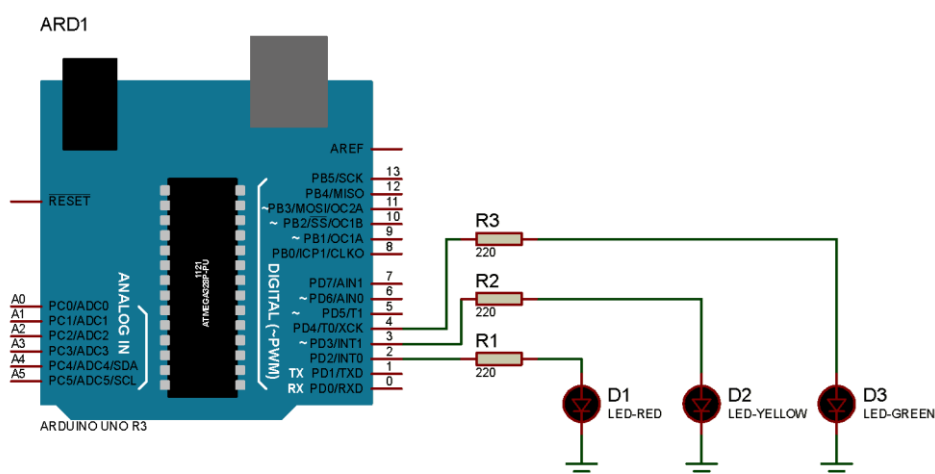 ARD1
AREF
PB5/SCK 13
PB4/MISO 12
RESET
~PB3/MOSI/OC2A 11
~ PB2/SS/OC1B 10
~ PB1/OC1A 9
PB0/ICP1/CLKO 8
1121
ATMEGA328P-PU
DIGITAL (~PWM)
ANALOG IN
PD7/AIN1 7
~ PD6/AIN0 6
~ PD5/T1 5
PD4/T0/XCK 4
~ PD3/INT1 3
PD2/INT0 2
TX PD1/TXD 1
RX PD0/RXD 0
A0 PC0/ADC0
A1 PC1/ADC1
A2 PC2/ADC2
A3 PC3/ADC3
A4 PC4/ADC4/SDA
A5 PC5/ADC5/SCL
ARDUINO UNO R3
R3
220
R2
220
R1
220
D1
LED-RED
D2
LED-YELLOW
D3
LED-GREEN